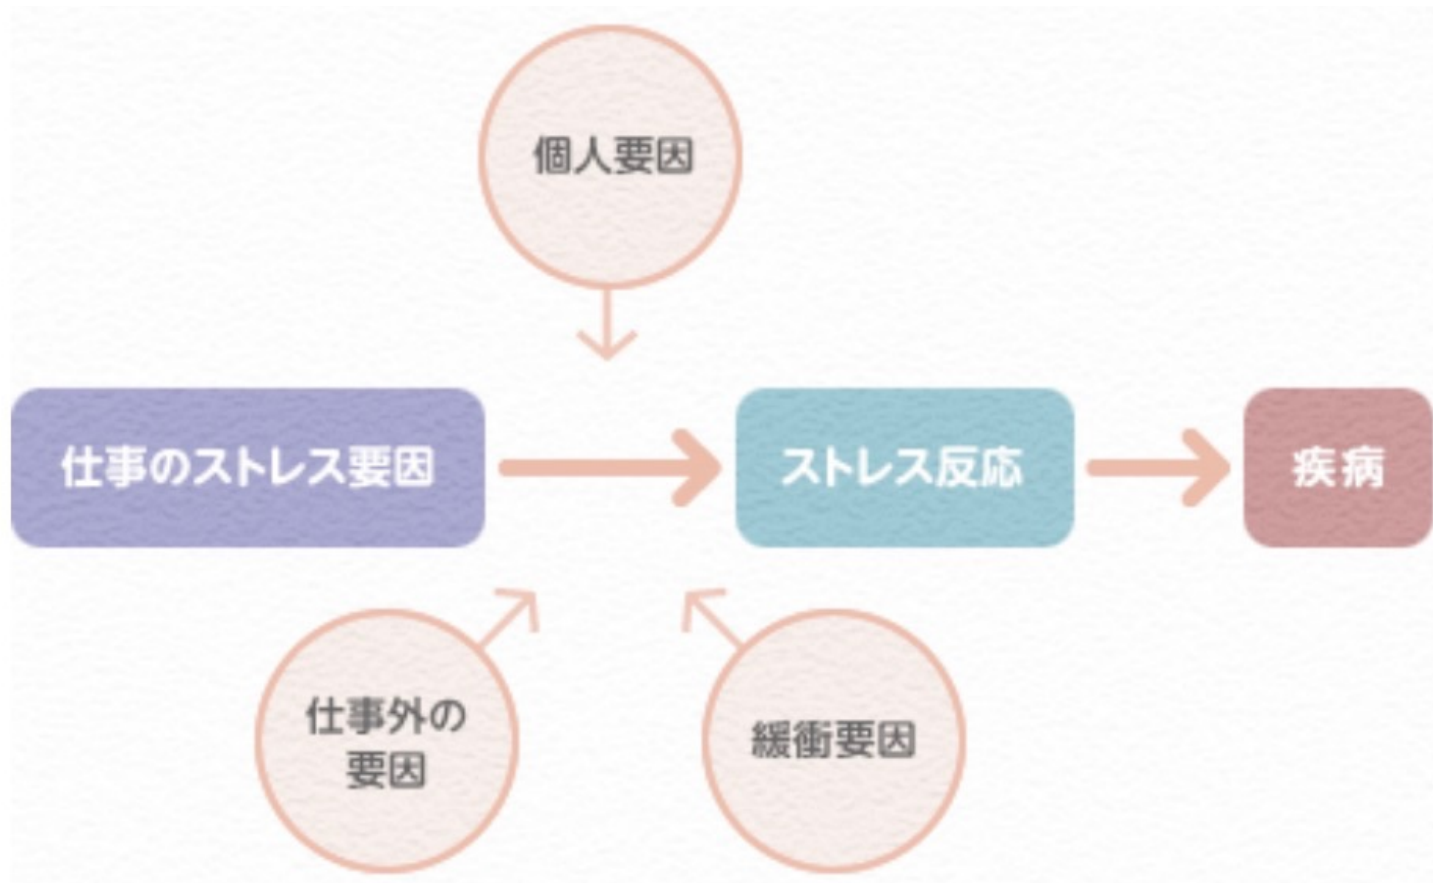 個人要因
仕事のストレス要因
ストレス反応
疾病
仕事外の
要因
緩衝要因